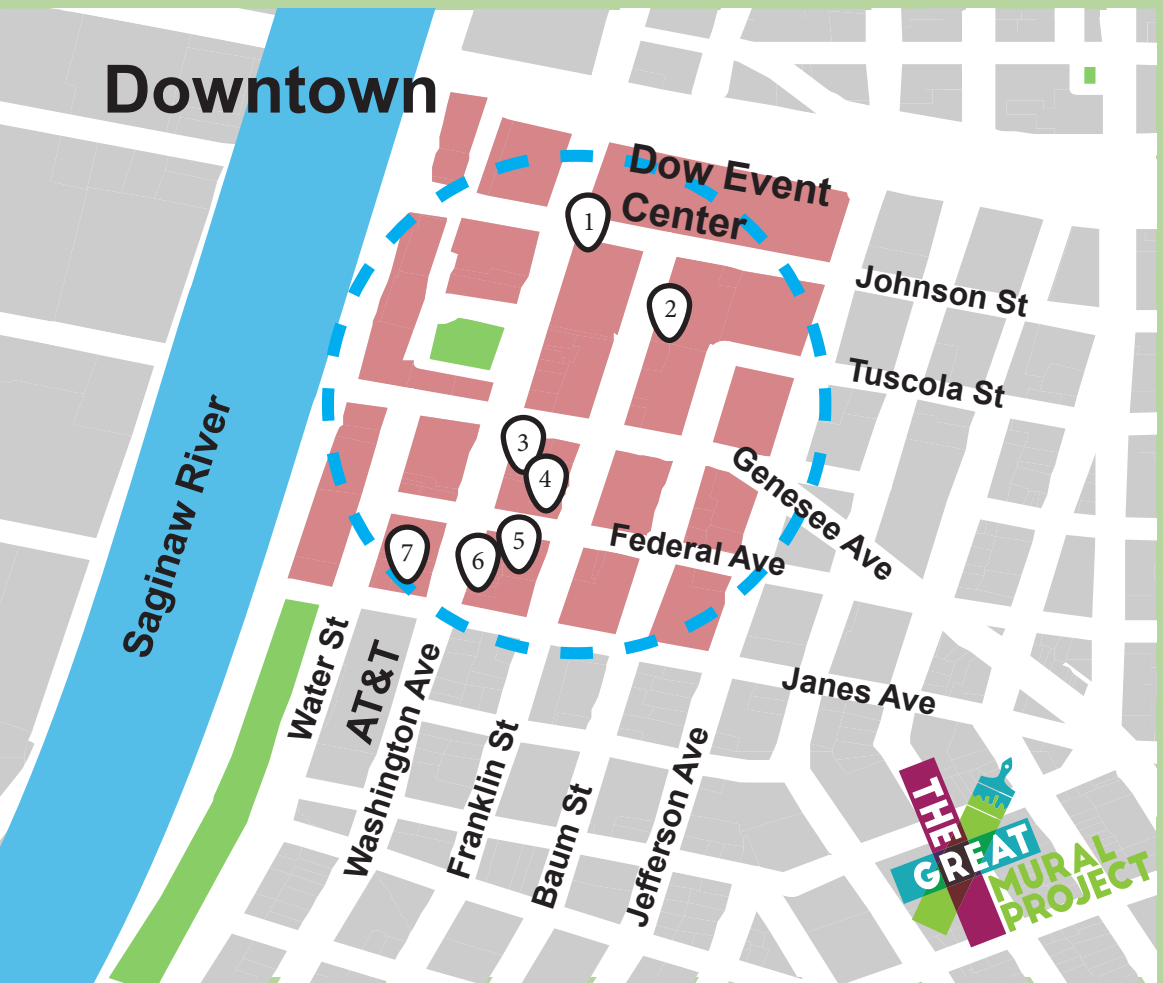 Downtown
Dow Event
Center
1
2
Johnson St
Tuscola St
3
4
Genesee Ave
5
6
7
Federal Ave
Saginaw River
Water St
AT&T
Washington Ave
Franklin St
Baum St
Jefferson Ave
Janes Ave
THE
GREAT
MURAL
PROJECT